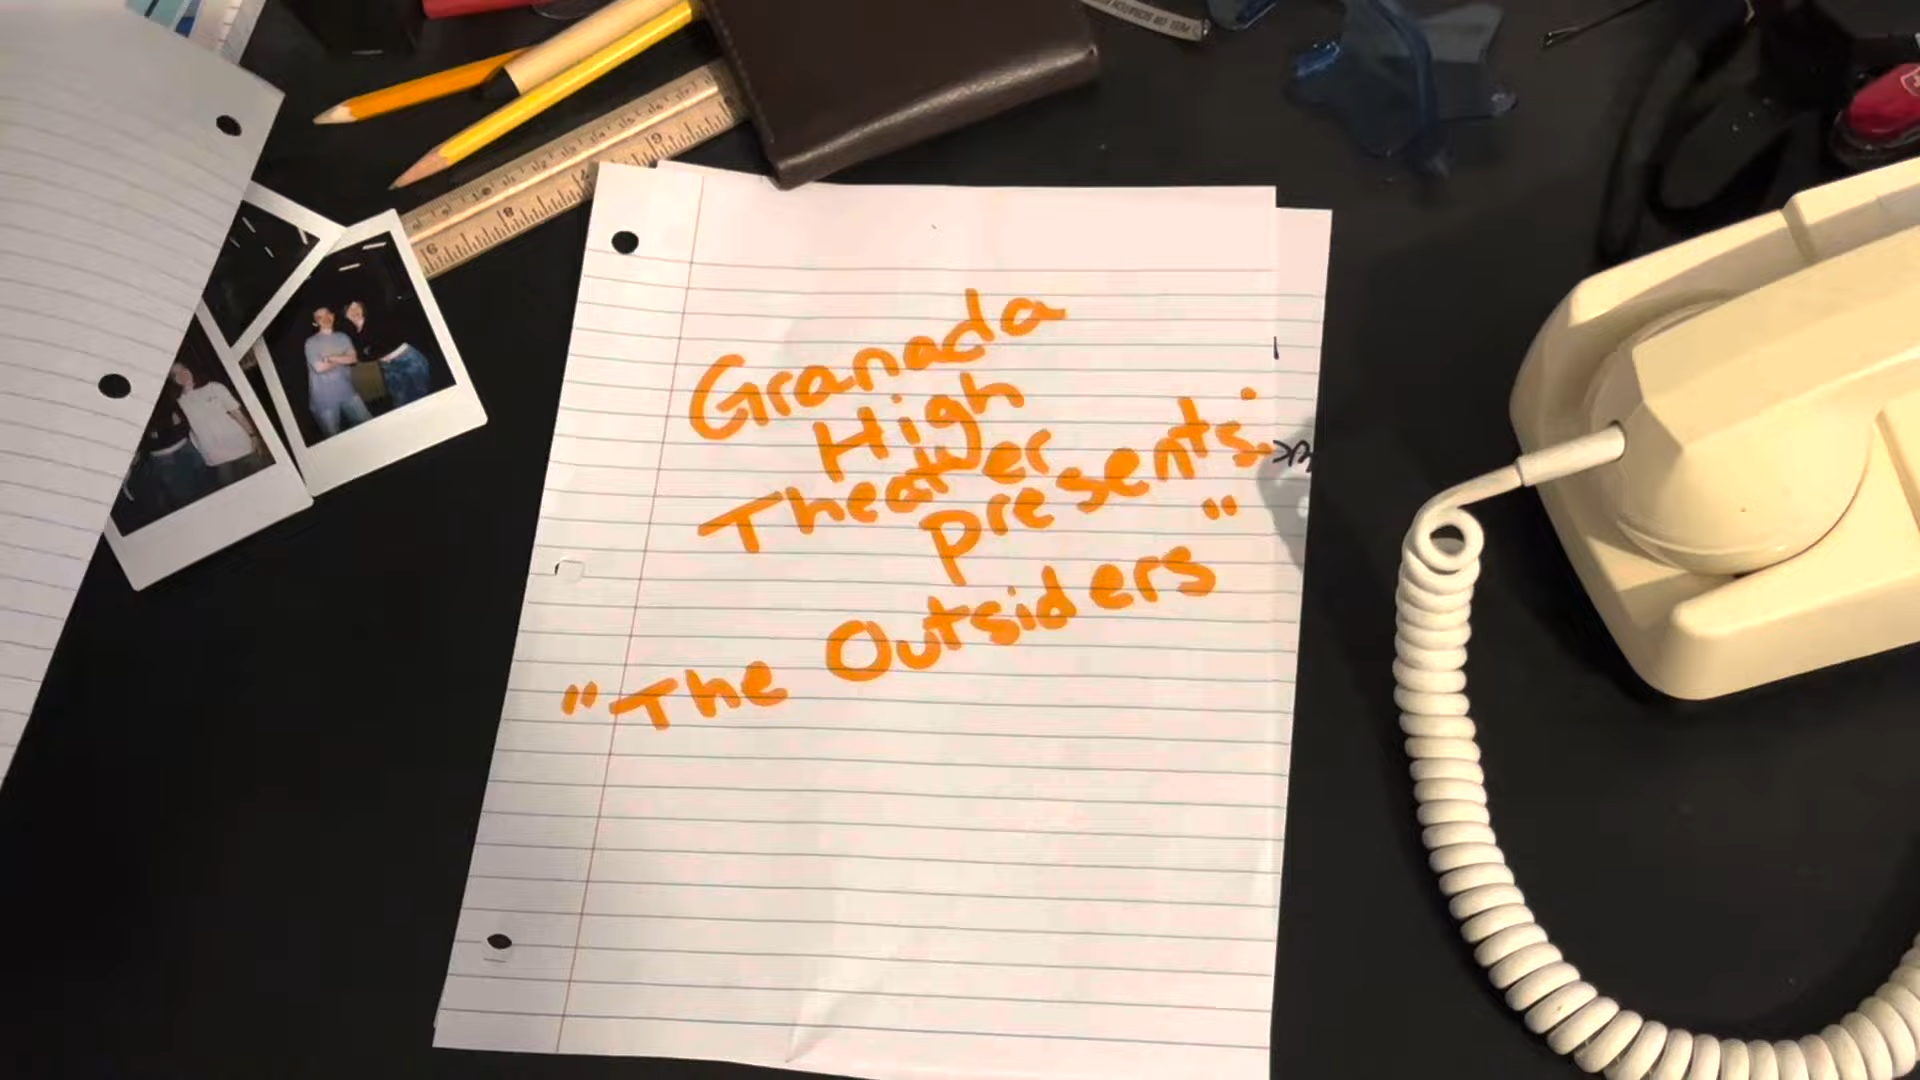 Granada
High
Theater
presents:
"The Outsiders"